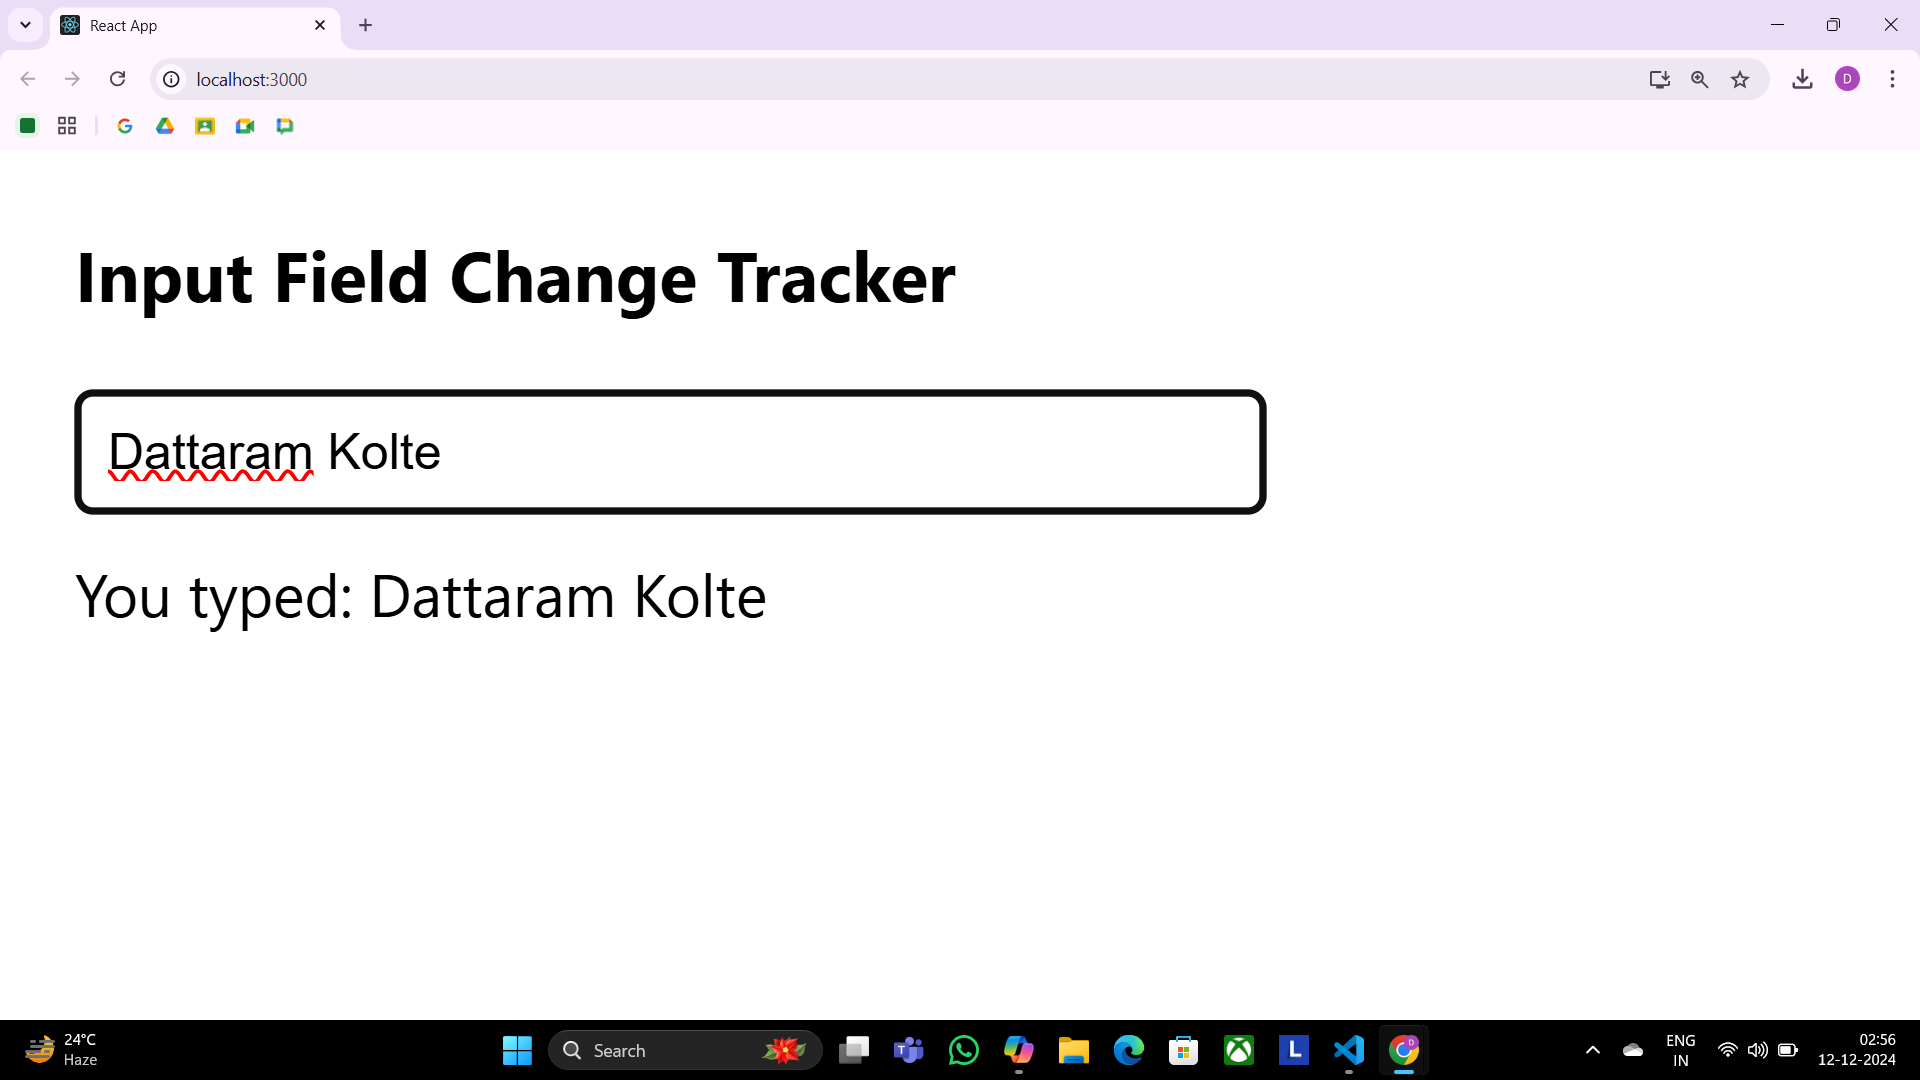 React App
localhost:3000
D
Input Field Change Tracker
Dattaram Kolte
You typed: Dattaram Kolte
24°C
Haze
Search
T
L
D
ENG
IN
02:56
12-12-2024